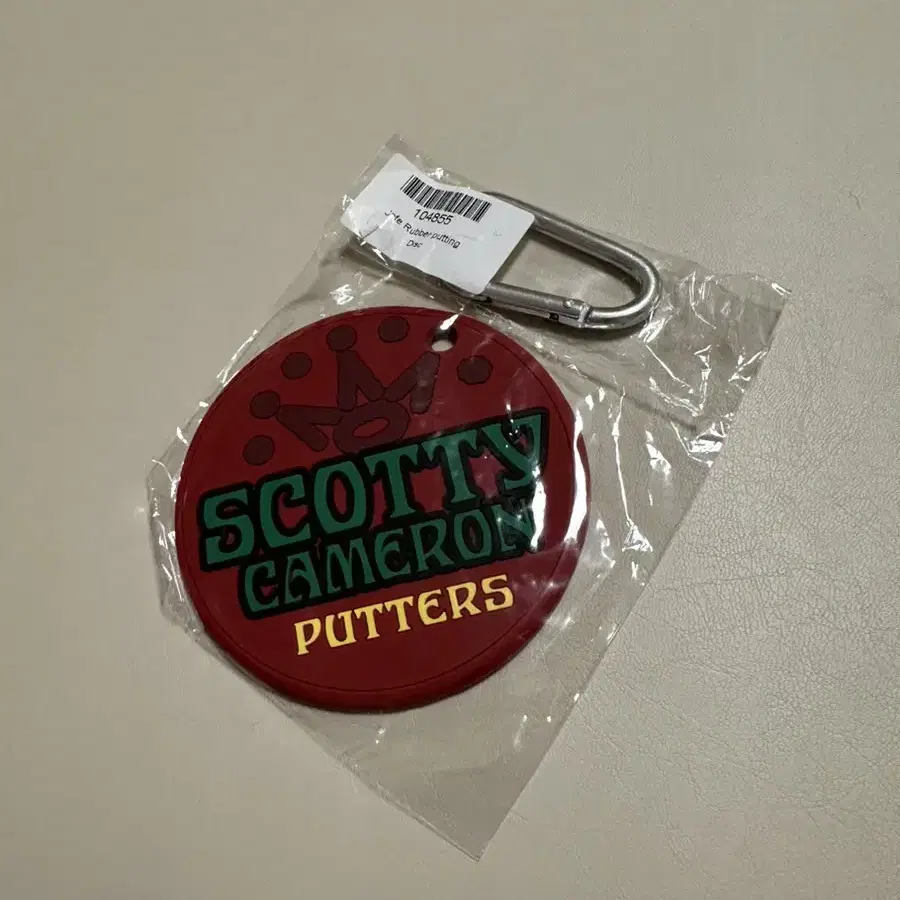 104855
Rubber putting
Disc
SCOTTY
CAMERON
PUTTERS